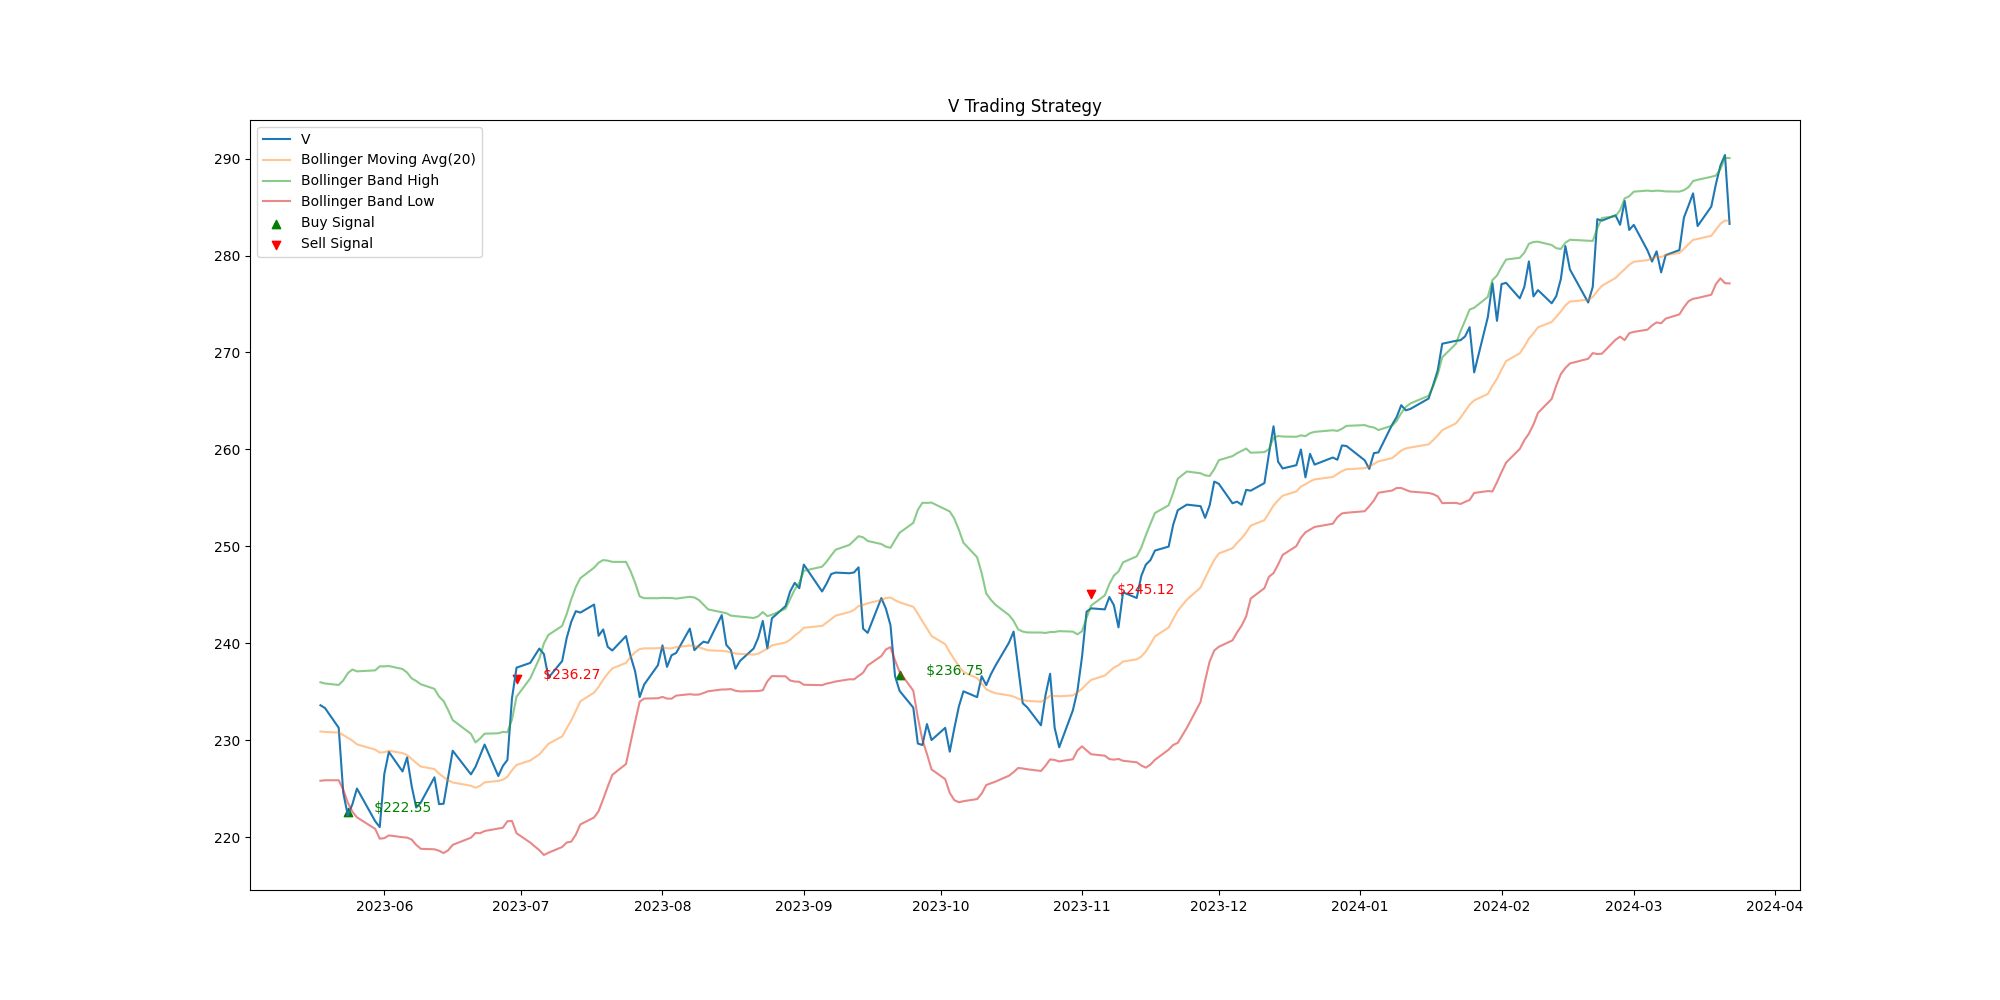 V Trading Strategy
V
Bollinger Moving Avg(20)
Bollinger Band High
Bollinger Band Low
Buy Signal
Sell Signal
290
280
270
260
250
240
230
220
$245.12
$236.27
$236.75
$222.55
2023-06 2023-07 2023-08 2023-09 2023-10 2023-11 2023-12 2024-01 2024-02 2024-03 2024-04